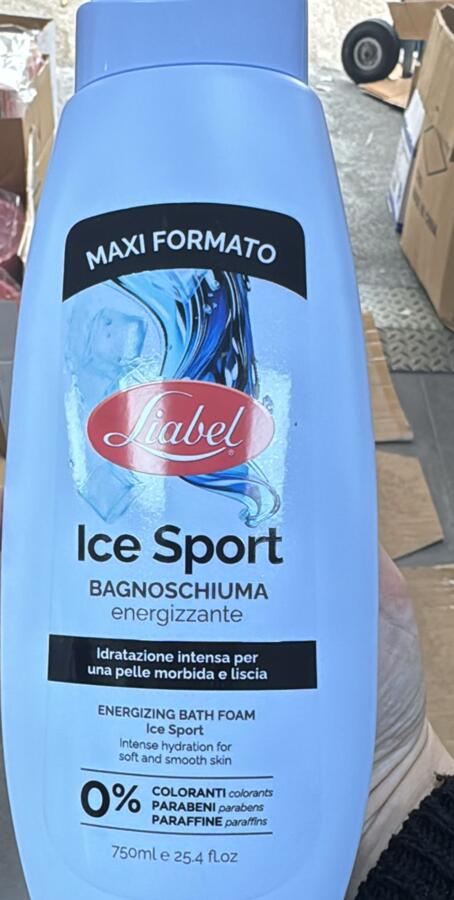 MAXI FORMATO
Liabel®
Ice Sport
BAGNOSCHIUMA
energizzante
Idratazione intensa per
una pelle morbida e liscia
ENERGIZING BATH FOAM
Ice Sport
Intense hydration for
soft and smooth skin
0% COLORANTI colorants
PARABENI parabens
PARAFFINE paraffins
750ml e 25.4 fl.oz